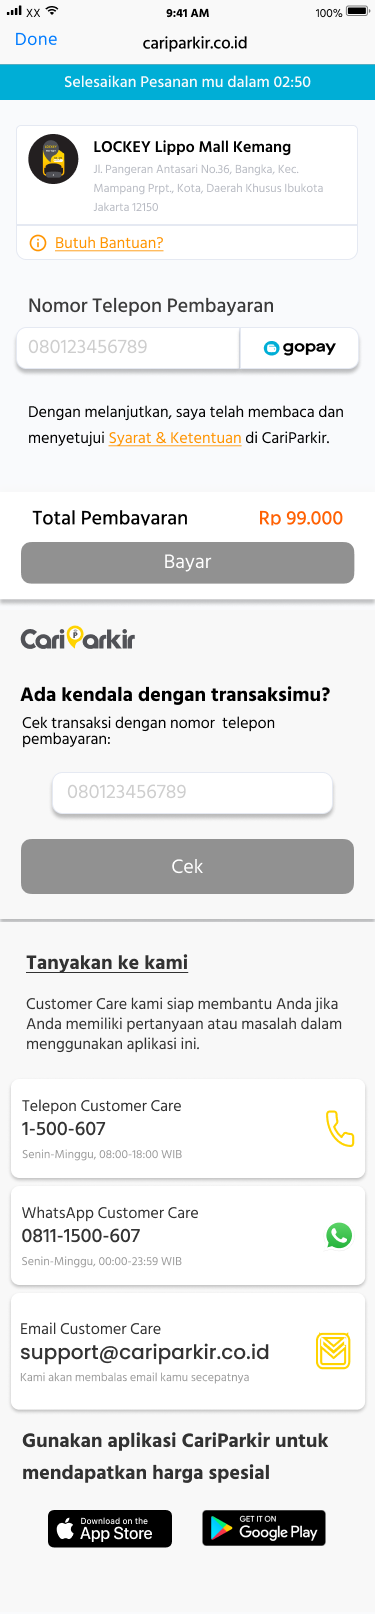 XX
9:41 AM
100%
Done
cariparkir.co.id
Selesaikan Pesanan mu dalam 02:50
LOCKEY Lippo Mall Kemang
Jl. Pangeran Antasari No.36, Bangka, Kec.
Mampang Prpt., Kota, Daerah Khusus Ibukota
Jakarta 12150
Butuh Bantuan?
Nomor Telepon Pembayaran
080123456789
gopay
Dengan melanjutkan, saya telah membaca dan
menyetujui Syarat & Ketentuan di CariParkir.
Total Pembayaran
Rp 99.000
Bayar
CariParkir
Ada kendala dengan transaksimu?
Cek transaksi dengan nomor telepon
pembayaran:
080123456789
Cek
Tanyakan ke kami
Customer Care kami siap membantu Anda jika
Anda memiliki pertanyaan atau masalah dalam
menggunakan aplikasi ini.
Telepon Customer Care
1-500-607
Senin-Minggu, 08:00-18:00 WIB
WhatsApp Customer Care
0811-1500-607
Senin-Minggu, 00:00-23:59 WIB
Email Customer Care
support@cariparkir.co.id
Kami akan membalas email kamu secepatnya
Gunakan aplikasi CariParkir untuk
mendapatkan harga spesial
Download on the
App Store
GET IT ON
Google Play